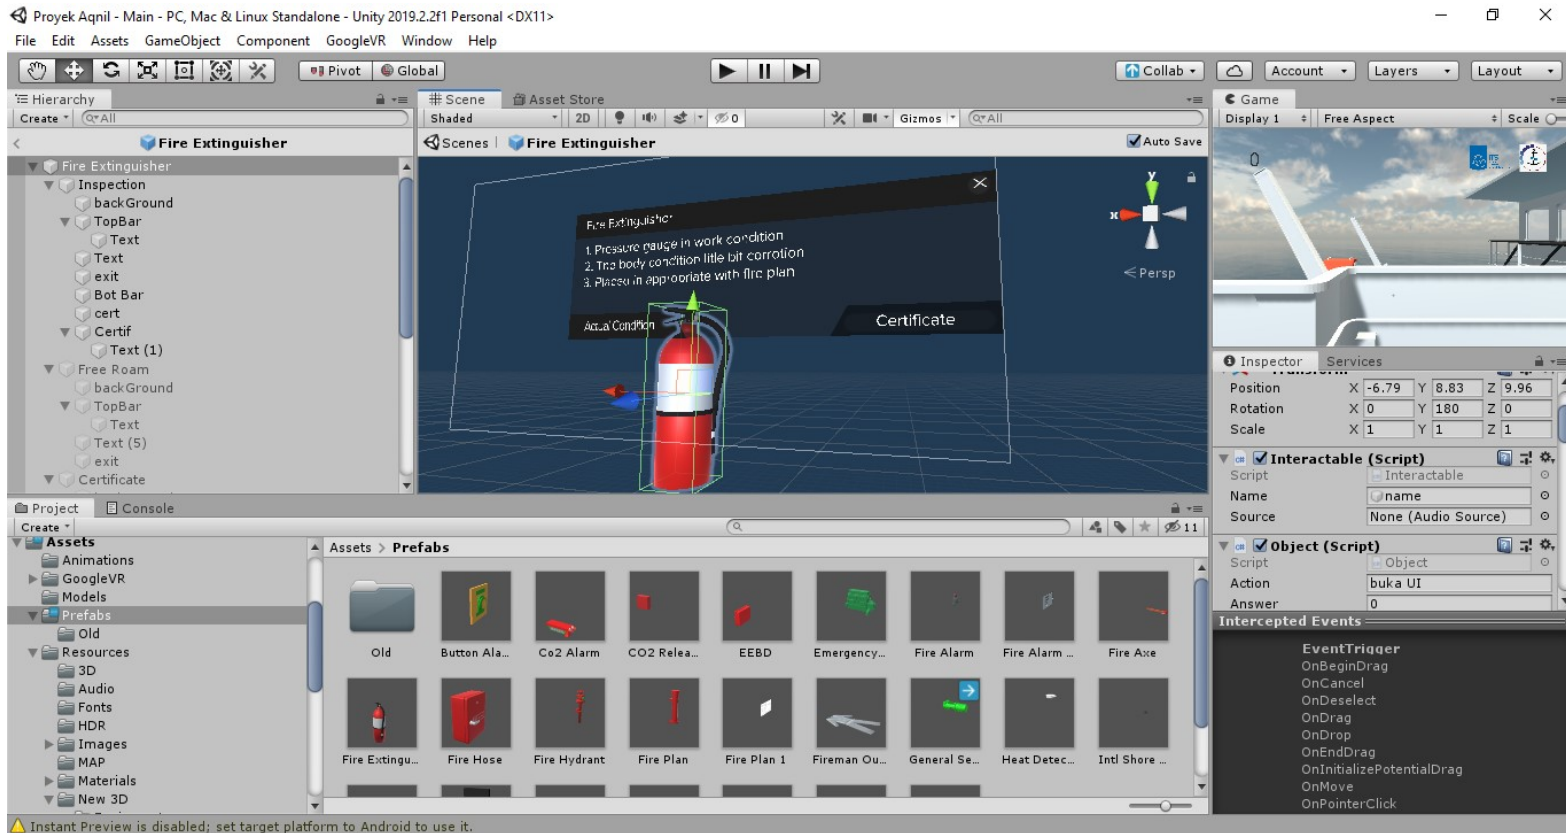 Proyek Aqnil - Main - PC, Mac & Linux Standalone - Unity 2019.2.2f1 Personal <DX11>
File Edit Assets GameObject Component GoogleVR Window Help
Pivot Global Collab Account Layers Layout
Hierarchy
Create All
Fire Extinguisher
Fire Extinguisher
Inspection
backGround
TopBar
Text
Text
exit
Bot Bar
cert
Certif
Text (1)
Free Roam
backGround
TopBar
Text
Text (5)
exit
Certificate
Scene Asset Store
Shaded 2D 0 Gizmos All
Scenes Fire Extinguisher Auto Save
Fire Extinguisher
1. Pressure gauge in work condition
2. The body condition litle bit corrotion
3. Placed in appropriate with fire plan
Actual Condition
Certificate
y
x
Persp
Game
Display 1 Free Aspect Scale
0
Inspector Services
Transform
Position X -6.79 Y 8.83 Z 9.96
Rotation X 0 Y 180 Z 0
Scale X 1 Y 1 Z 1
Interactable (Script)
Script Interactable
Name name
Source None (Audio Source)
Object (Script)
Script Object
Action buka UI
Answer 0
Intercepted Events
EventTrigger
OnBeginDrag
OnCancel
OnDeselect
OnDrag
OnDrop
OnEndDrag
OnInitializePotentialDrag
OnMove
OnPointerClick
Project Console
Create 11
Assets
Animations
GoogleVR
Models
Prefabs
Old
Resources
3D
Audio
Fonts
HDR
Images
MAP
Materials
New 3D
Assets > Prefabs
Old Button Ala... Co2 Alarm CO2 Relea... EEBD Emergency... Fire Alarm Fire Alarm ... Fire Axe
Fire Extingu... Fire Hose Fire Hydrant Fire Plan Fire Plan 1 Fireman Ou... General Se... Heat Detec... Intl Shore ...
Instant Preview is disabled; set target platform to Android to use it.